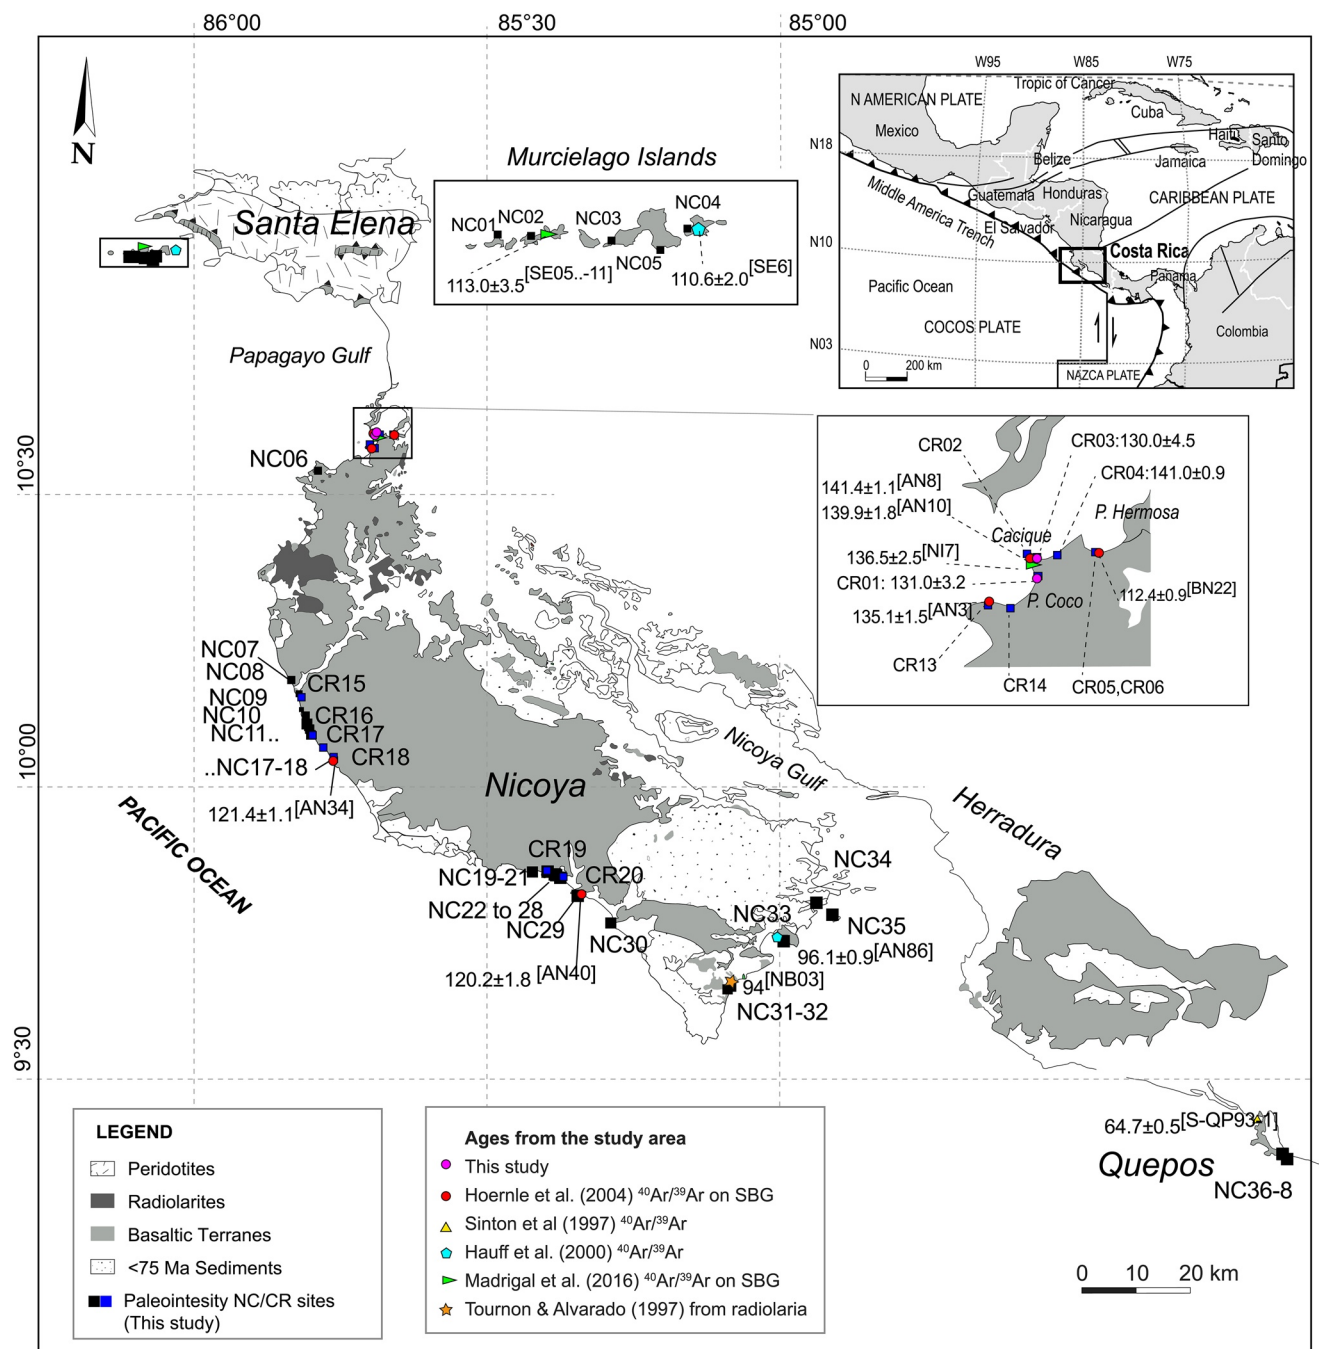 86°00
85°30
85°00
N
Murcielago Islands
Santa Elena
NC01
NC02
NC03
NC04
NC05
113.0±3.5[SE05..-11]
110.6±2.0[SE6]
W95
W85
W75
Tropic of Cancer
N AMERICAN PLATE
Cuba
Mexico
Haiti
Santo
Domingo
N18
Belize
Jamaica
Middle America Trench
Guatemala
Honduras
CARIBBEAN PLATE
El Salvador
Nicaragua
N10
Costa Rica
Panama
Pacific Ocean
COCOS PLATE
Colombia
N03
0 200 km
NAZCA PLATE
Papagayo Gulf
10°30
NC06
CR02
CR03:130.0±4.5
141.4±1.1[AN8]
CR04:141.0±0.9
139.9±1.8[AN10]
P. Hermosa
Cacique
136.5±2.5[NI7]
CR01: 131.0±3.2
P. Coco
112.4±0.9[BN22]
135.1±1.5[AN3]
CR13
CR14
CR05,CR06
NC07
NC08
CR15
NC09
NC10
CR16
NC11..
CR17
..NC17-18
CR18
10°00
121.4±1.1[AN34]
Nicoya Gulf
Nicoya
PACIFIC OCEAN
Herradura
CR19
NC19-21
CR20
NC22 to 28
NC29
NC30
120.2±1.8 [AN40]
NC34
NC33
NC35
96.1±0.9[AN86]
94[NB03]
NC31-32
9°30
64.7±0.5[S-QP93-1]
Quepos
NC36-8
LEGEND
Peridotites
Radiolarites
Basaltic Terranes
<75 Ma Sediments
Paleointesity NC/CR sites
(This study)
Ages from the study area
This study
Hoernle et al. (2004) ⁴⁰Ar/³⁹Ar on SBG
Sinton et al (1997) ⁴⁰Ar/³⁹Ar
Hauff et al. (2000) ⁴⁰Ar/³⁹Ar
Madrigal et al. (2016) ⁴⁰Ar/³⁹Ar on SBG
Tournon & Alvarado (1997) from radiolaria
0 10 20 km